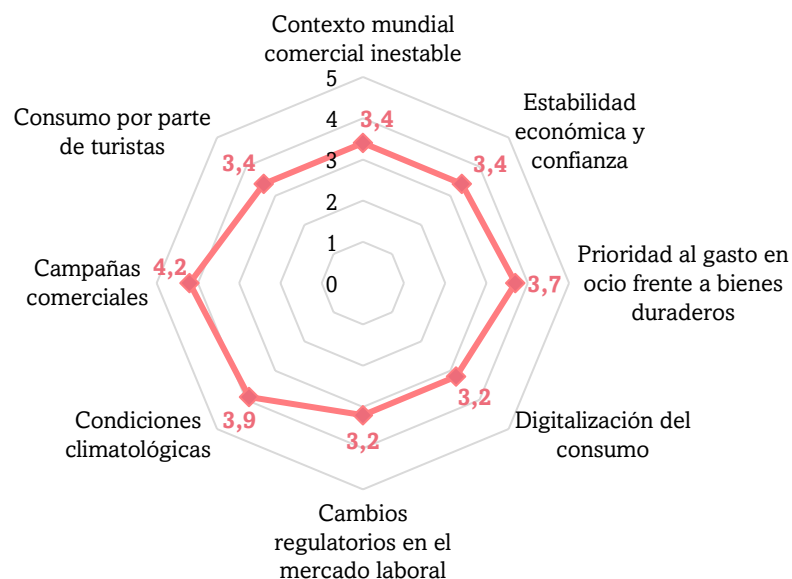 Contexto mundial
comercial inestable
Estabilidad
económica y
confianza
Prioridad al gasto en
ocio frente a bienes
duraderos
Digitalización del
consumo
Cambios
regulatorios en el
mercado laboral
Condiciones
climatológicas
Campañas
comerciales
Consumo por parte
de turistas
5
4
3
2
1
0
3,4
3,4
3,7
3,2
3,2
3,9
4,2
3,4